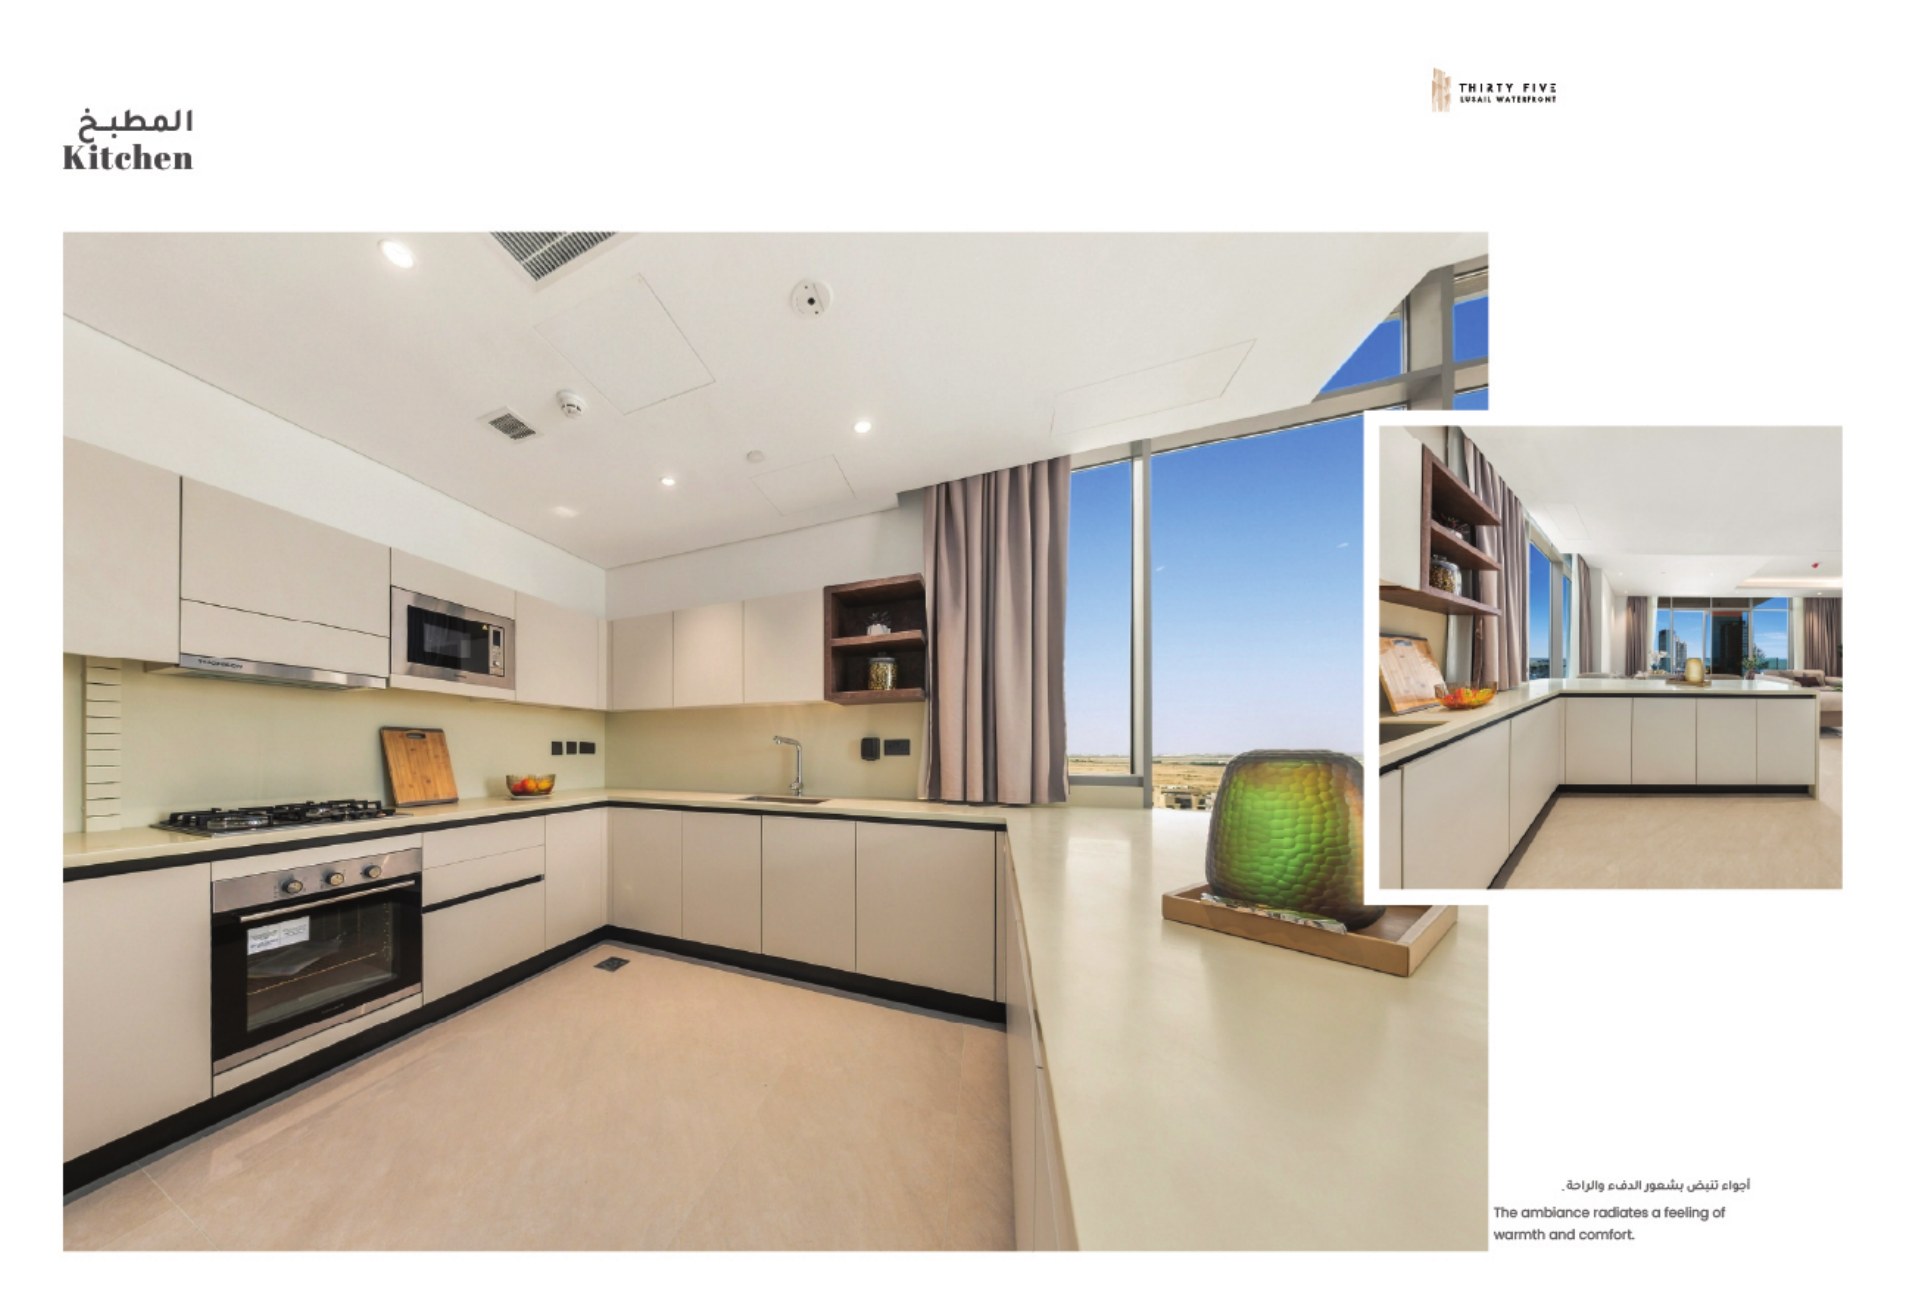 المطبخ
Kitchen
THIRTY FIVE
LUSAIL WATERFRONT
أجواء تنبض بشعور الدفء والراحة.
The ambiance radiates a feeling of
warmth and comfort.